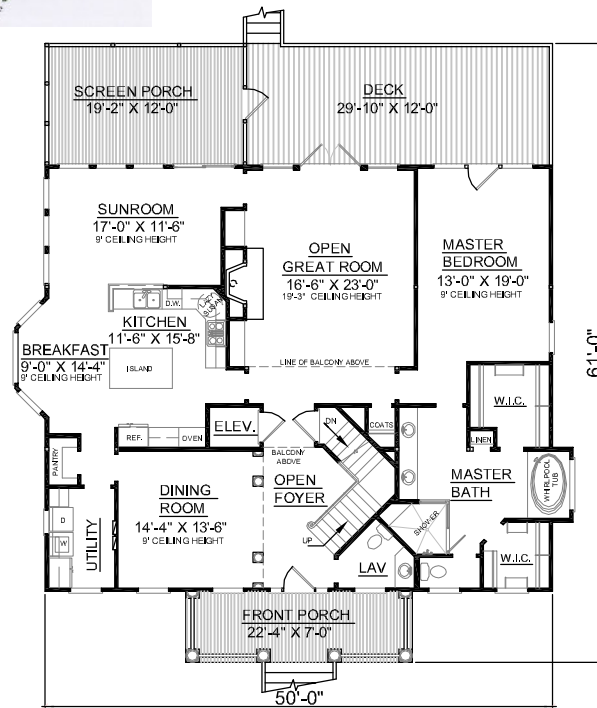 SCREEN PORCH
19'-2" X 12'-0"
DECK
29'-10" X 12'-0"
SUNROOM
17'-0" X 11'-6"
9' CEILING HEIGHT
OPEN
GREAT ROOM
16'-6" X 23'-0"
19'-3" CEILING HEIGHT
MASTER
BEDROOM
13'-0" X 19'-0"
9' CEILING HEIGHT
61'-0"
D.W.
KITCHEN
11'-6" X 15'-8"
BREAKFAST
9'-0" X 14'-4"
9' CEILING HEIGHT
ISLAND
LINE OF BALCONY ABOVE
W.I.C.
REF.
OVEN
ELEV.
DN
COATS
LINEN
PANTRY
BALCONY
ABOVE
OPEN
FOYER
MASTER
BATH
WHIRLPOOL
TUB
DINING
ROOM
14'-4" X 13'-6"
9' CEILING HEIGHT
D
W
UTILITY
UP
SHOWER
LAV
W.I.C.
FRONT PORCH
22'-4" X 7'-0"
50'-0"